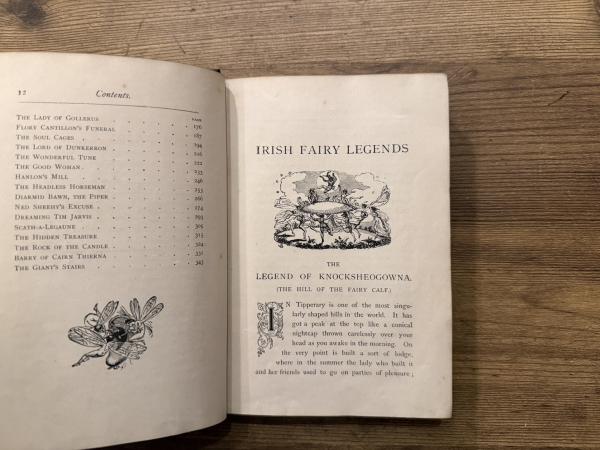 12 Contents.
PAGE
The Lady of Gollerus . . . . 176
Flory Cantillon's Funeral . . . . 187
The Soul Cages . . . . 194
The Lord of Dunkerron . . . . 216
The Wonderful Tune . . . . 222
The Good Woman . . . . 233
Hanlon's Mill . . . . 246
The Headless Horseman . . . . 253
Diarmid Bawn, the Piper . . . . 266
Ned Sheehy's Excuse . . . . 274
Dreaming Tim Jarvis . . . . 293
Scath-a-Legaune . . . . 305
The Hidden Treasure . . . . 315
The Rock of the Candle . . . . 324
Barry of Cairn Thierna . . . . 331
The Giant's Stairs . . . . 343
IRISH FAIRY LEGENDS
THE
LEGEND OF KNOCKSHEOGOWNA.
(THE HILL OF THE FAIRY CALF.)
IN Tipperary is one of the most singu-
larly shaped hills in the world. It has
got a peak at the top like a conical
nightcap thrown carelessly over your
head as you awake in the morning. On
the very point is built a sort of lodge,
where in the summer the lady who built it
and her friends used to go on parties of pleasure;